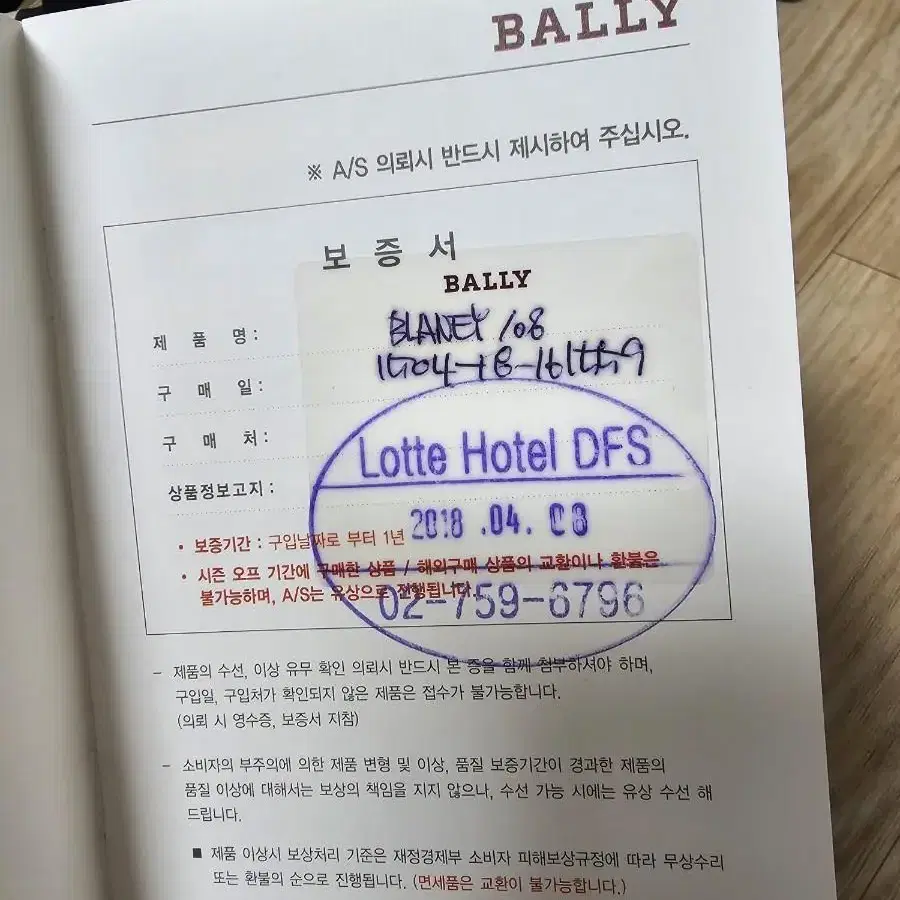 BALLY
※ A/S 의뢰시 반드시 제시하여 주십시오.
보 증 서
BALLY
제 품 명 :
BLANEY 108
구 매 일 :
구 매 처 :
Lotte Hotel DFS
상품정보고지 :
2018 .04. 08
• 보증기간 : 구입날짜로 부터 1년
• 시즌 오프 기간에 구매한 상품 / 해외구매 상품의 교환이나 환불은
불가능하며, A/S는 유상으로 진행됩니다.
02-759-6796
- 제품의 수선, 이상 유무 확인 의뢰시 반드시 본 증을 함께 첨부하셔야 하며,
구입일, 구입처가 확인되지 않은 제품은 접수가 불가능합니다.
(의뢰 시 영수증, 보증서 지참)
- 소비자의 부주의에 의한 제품 변형 및 이상, 품질 보증기간이 경과한 제품의
품질 이상에 대해서는 보상의 책임을 지지 않으나, 수선 가능 시에는 유상 수선 해
드립니다.
■ 제품 이상시 보상처리 기준은 재정경제부 소비자 피해보상규정에 따라 무상수리
또는 환불의 순으로 진행됩니다. (면세품은 교환이 불가능합니다.)